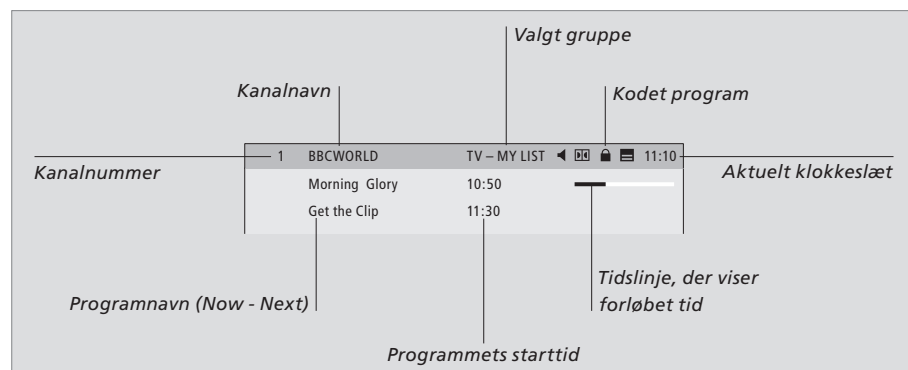 Valgt gruppe
Kanalnavn
Kodet program
Kanalnummer
1 BBCWORLD TV – MY LIST 11:10
Aktuelt klokkeslæt
Morning Glory 10:50
Get the Clip 11:30
Programnavn (Now - Next)
Tidslinje, der viser
forløbet tid
Programmets starttid